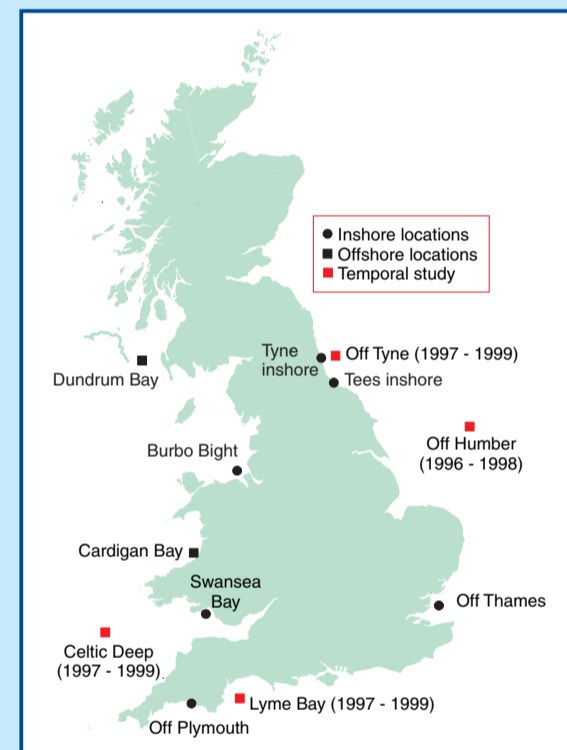 Inshore locations
Offshore locations
Temporal study
Tyne
inshore
Off Tyne (1997 - 1999)
Tees inshore
Dundrum Bay
Off Humber
(1996 - 1998)
Burbo Bight
Cardigan Bay
Swansea
Bay
Off Thames
Celtic Deep
(1997 - 1999)
Lyme Bay (1997 - 1999)
Off Plymouth